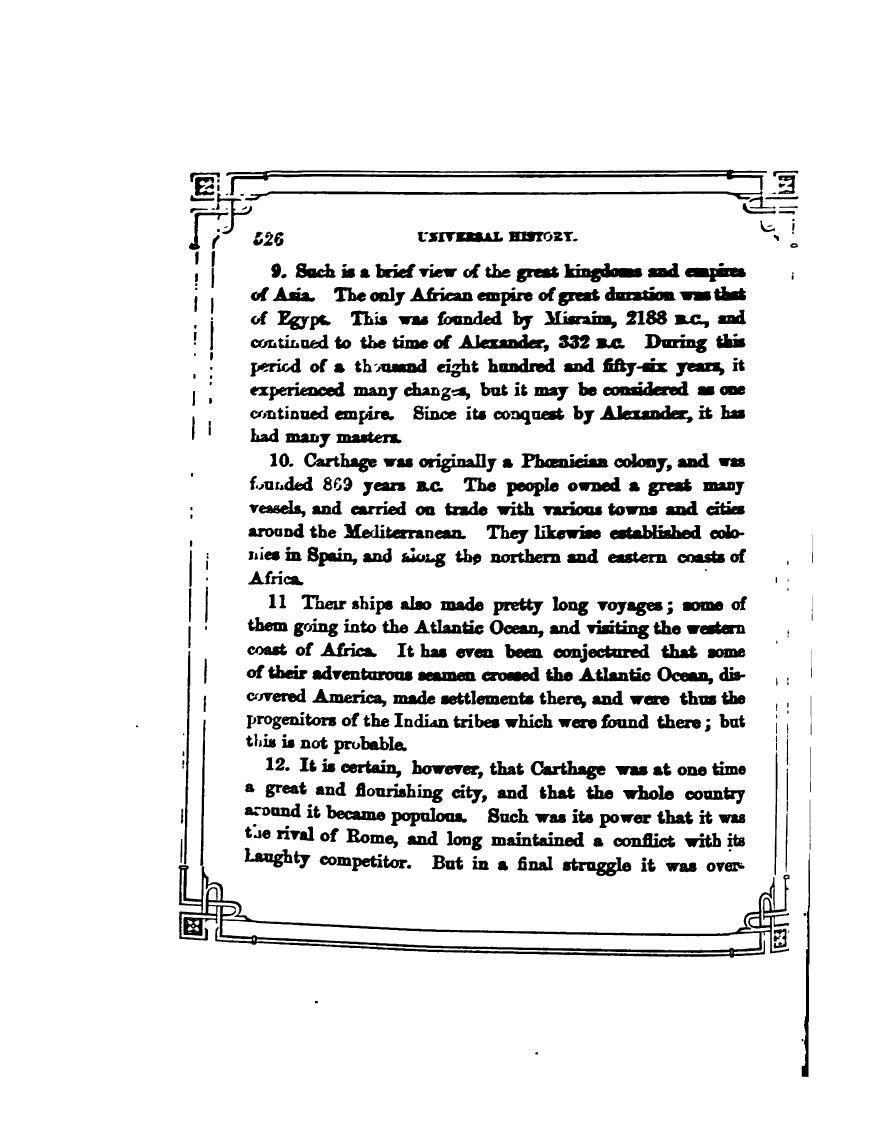 526 UNIVERSAL HISTORY.
9. Such is a brief view of the great kingdoms and empires
of Asia. The only African empire of great duration was that
of Egypt. This was founded by Misraim, 2188 B.C., and
continued to the time of Alexander, 332 B.C. During this
period of a thousand eight hundred and fifty-six years, it
experienced many changes, but it may be considered as one
continued empire. Since its conquest by Alexander, it has
had many masters.
10. Carthage was originally a Phœnician colony, and was
founded 869 years B.C. The people owned a great many
vessels, and carried on trade with various towns and cities
around the Mediterranean. They likewise established colo-
nies in Spain, and along the northern and eastern coasts of
Africa.
11 Their ships also made pretty long voyages; some of
them going into the Atlantic Ocean, and visiting the western
coast of Africa. It has even been conjectured that some
of their adventurous seamen crossed the Atlantic Ocean, dis-
covered America, made settlements there, and were thus the
progenitors of the Indian tribes which were found there; but
this is not probable.
12. It is certain, however, that Carthage was at one time
a great and flourishing city, and that the whole country
around it became populous. Such was its power that it was
the rival of Rome, and long maintained a conflict with its
haughty competitor. But in a final struggle it was over-